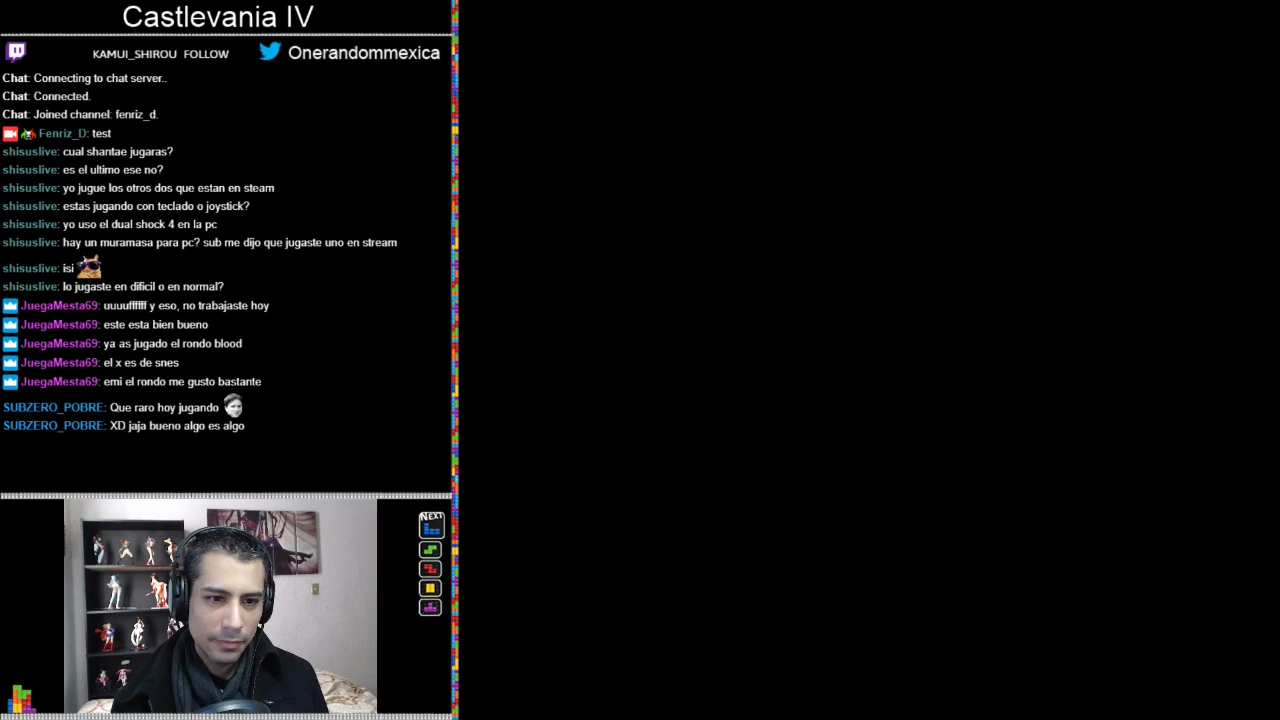 Castlevania IV
KAMUI_SHIROU FOLLOW
Onerandommexica
Chat: Connecting to chat server..
Chat: Connected.
Chat: Joined channel: fenriz_d.
Fenriz_D: test
shisuslive: cual shantae jugaras?
shisuslive: es el ultimo ese no?
shisuslive: yo jugue los otros dos que estan en steam
shisuslive: estas jugando con teclado o joystick?
shisuslive: yo uso el dual shock 4 en la pc
shisuslive: hay un muramasa para pc? sub me dijo que jugaste uno en stream
shisuslive: isi
shisuslive: lo jugaste en dificil o en normal?
JuegaMesta69: uuuuffffff y eso, no trabajaste hoy
JuegaMesta69: este esta bien bueno
JuegaMesta69: ya as jugado el rondo blood
JuegaMesta69: el x es de snes
JuegaMesta69: emi el rondo me gusto bastante
SUBZERO_POBRE: Que raro hoy jugando
SUBZERO_POBRE: XD jaja bueno algo es algo
NEXT